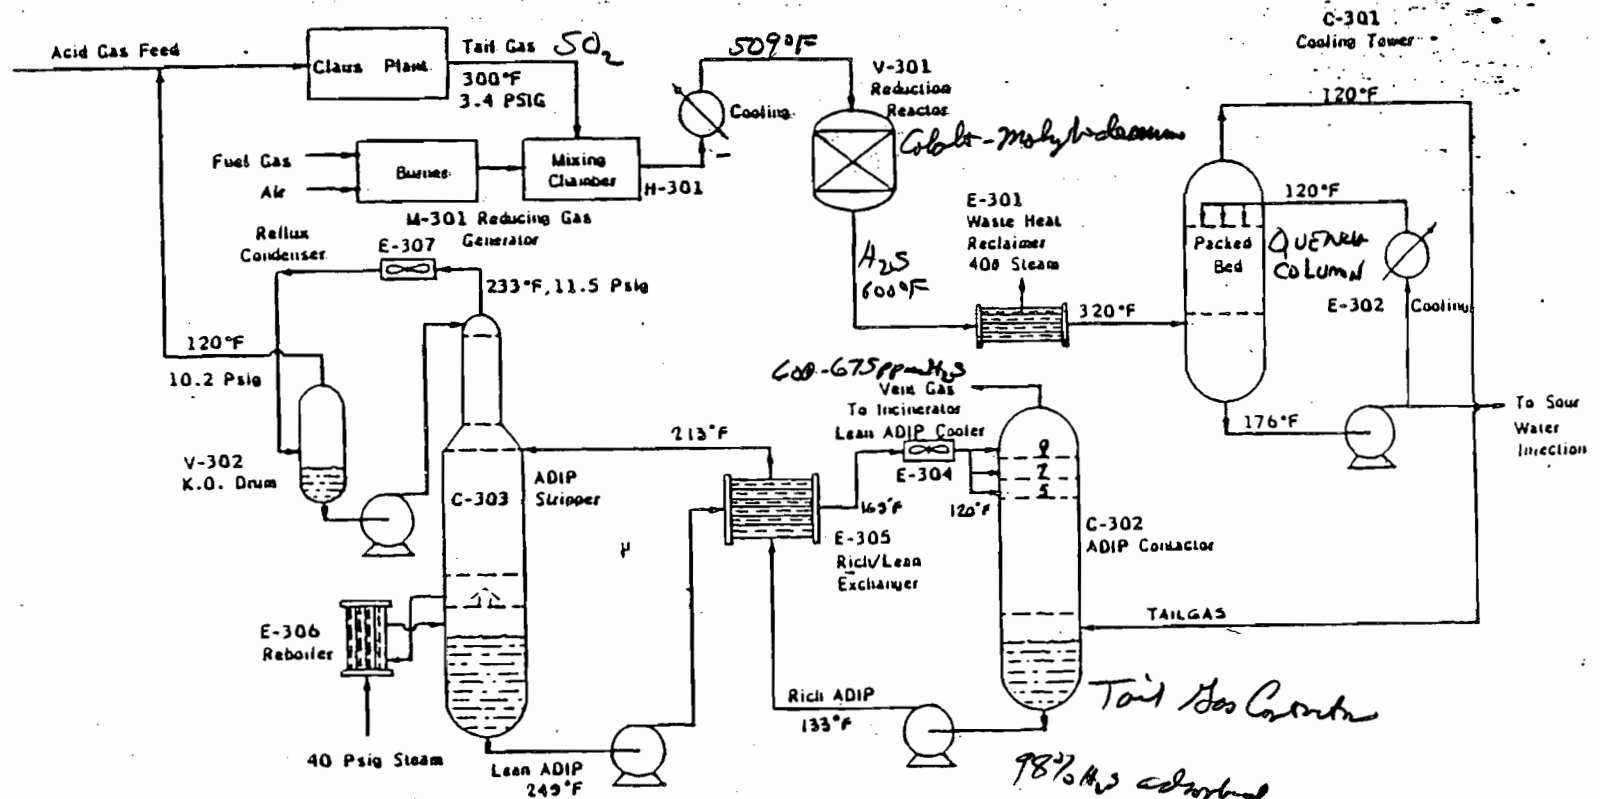 C-301
Cooling Tower
Acid Gas Feed
Claus Plant
Tail Gas SO2
300°F
3.4 PSIG
509°F
Cooling
V-301
Reduction
Reactor
Cobalt-Molybdenum
120°F
Fuel Gas
Air
Burner
Mixing
Chamber
H-301
M-301 Reducing Gas
Generator
Reflux
Condenser
E-307
233°F, 11.5 Psig
E-301
Waste Heat
Reclaimer
400 Steam
H2S
600°F
320°F
120°F
Packed
Bed
QUENCH
COLUMN
E-302 Cooling
176°F
To Sour
Water
Injection
120°F
10.2 Psig
V-302
K.O. Drum
600-675 ppm H2S
Vent Gas
To Incinerator
Lean ADIP Cooler
E-304
9
7
5
120°F
213°F
ADIP
Stripper
C-303
E-305
Rich/Lean
Exchanger
C-302
ADIP Contactor
TAILGAS
E-306
Reboiler
40 Psig Steam
Lean ADIP
249°F
Rich ADIP
133°F
Tail Gas Contactor
98% H2S adsorbed